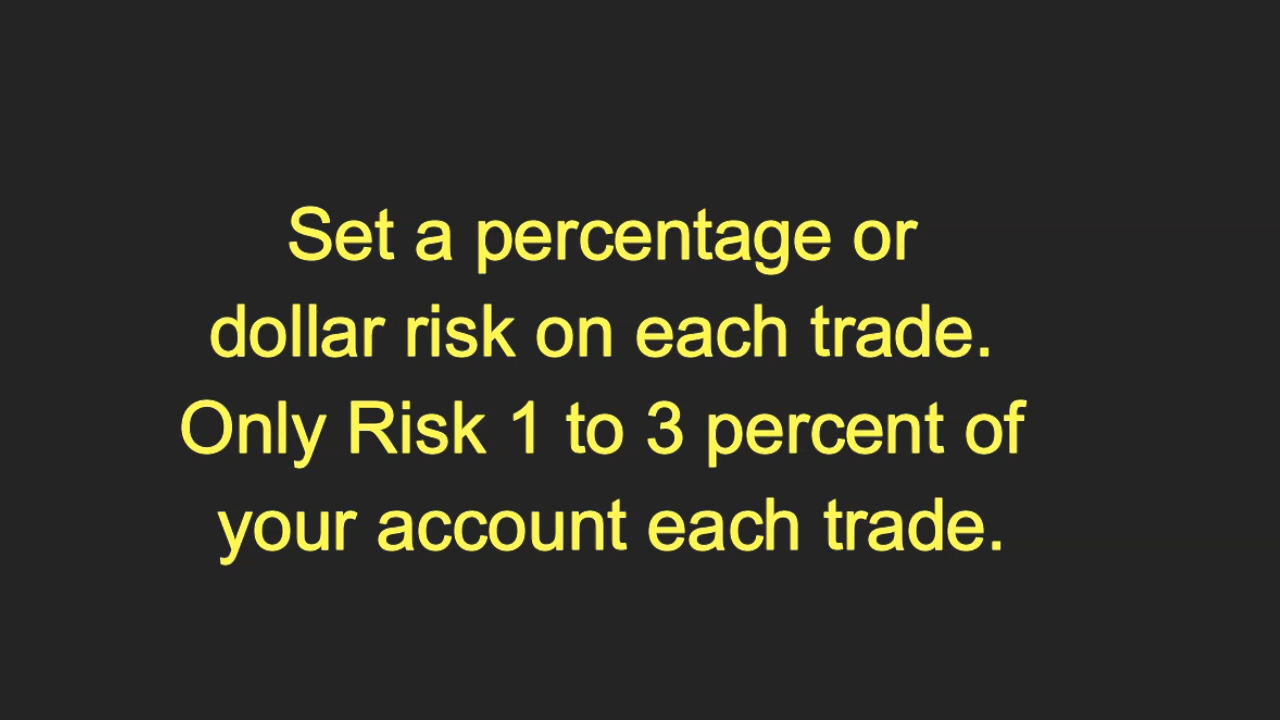 Set a percentage or
dollar risk on each trade.
Only Risk 1 to 3 percent of
your account each trade.